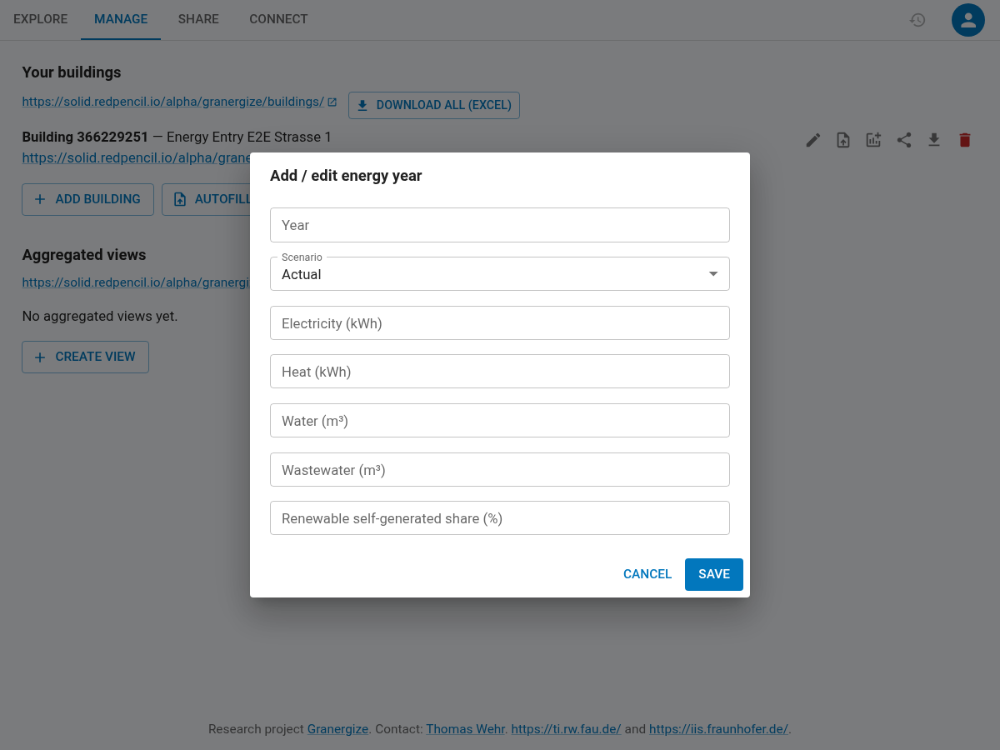 EXPLORE MANAGE SHARE CONNECT
Your buildings
https://solid.redpencil.io/alpha/granergize/buildings/ DOWNLOAD ALL (EXCEL)
Building 366229251 — Energy Entry E2E Strasse 1
https://solid.redpencil.io/alpha/grane
ADD BUILDING AUTOFILL
Aggregated views
https://solid.redpencil.io/alpha/granergi
No aggregated views yet.
CREATE VIEW
Add / edit energy year
Year
Scenario
Actual
Electricity (kWh)
Heat (kWh)
Water (m³)
Wastewater (m³)
Renewable self-generated share (%)
CANCEL SAVE
Research project Granergize. Contact: Thomas Wehr. https://ti.rw.fau.de/ and https://iis.fraunhofer.de/.